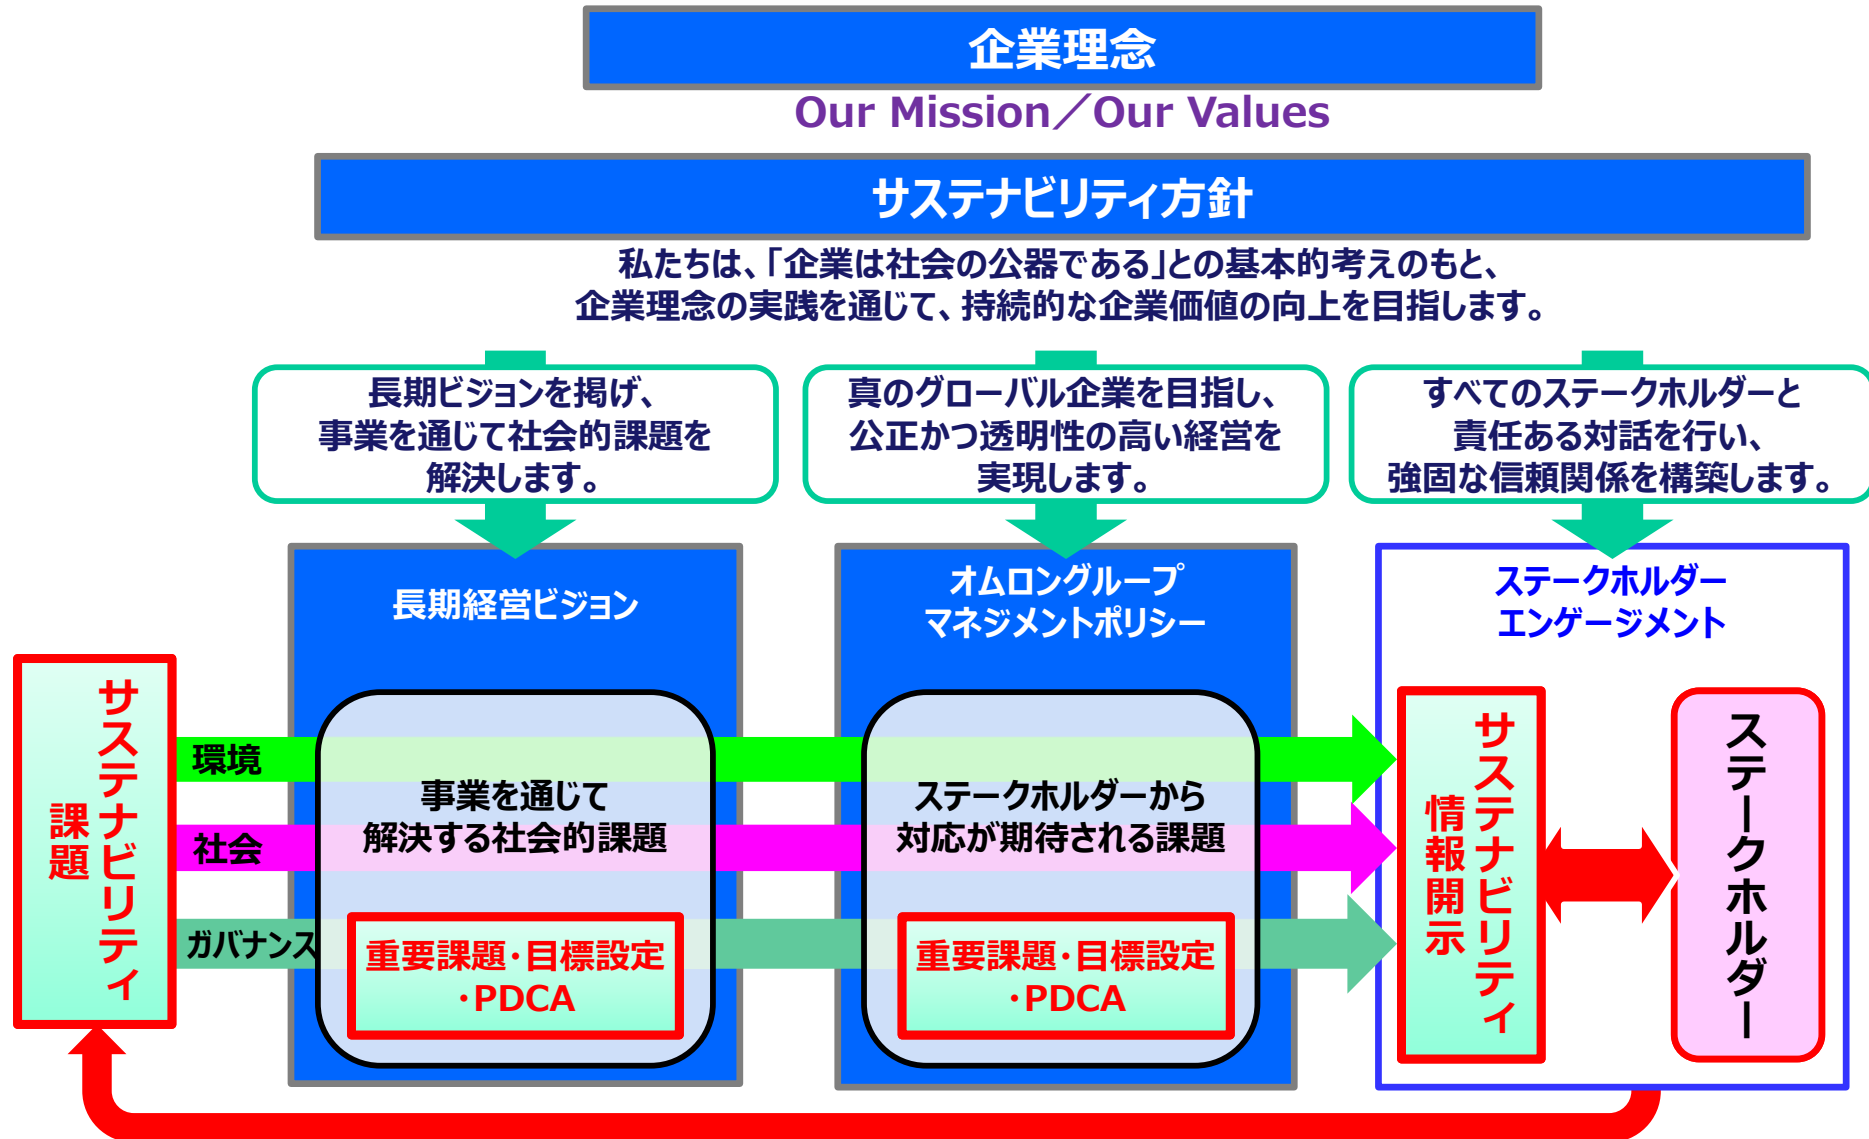 企業理念
Our Mission／Our Values
サステナビリティ方針
私たちは、「企業は社会の公器である」との基本的考えのもと、
企業理念の実践を通じて、持続的な企業価値の向上を目指します。
長期ビジョンを掲げ、
事業を通じて社会的課題を
解決します。
真のグローバル企業を目指し、
公正かつ透明性の高い経営を
実現します。
すべてのステークホルダーと
責任ある対話を行い、
強固な信頼関係を構築します。
長期経営ビジョン
オムロングループ
マネジメントポリシー
ステークホルダー
エンゲージメント
サステナビリティ
課題
環境
社会
ガバナンス
事業を通じて
解決する社会的課題
重要課題・目標設定
・PDCA
ステークホルダーから
対応が期待される課題
重要課題・目標設定
・PDCA
サステナビリティ
情報開示
ステークホルダー